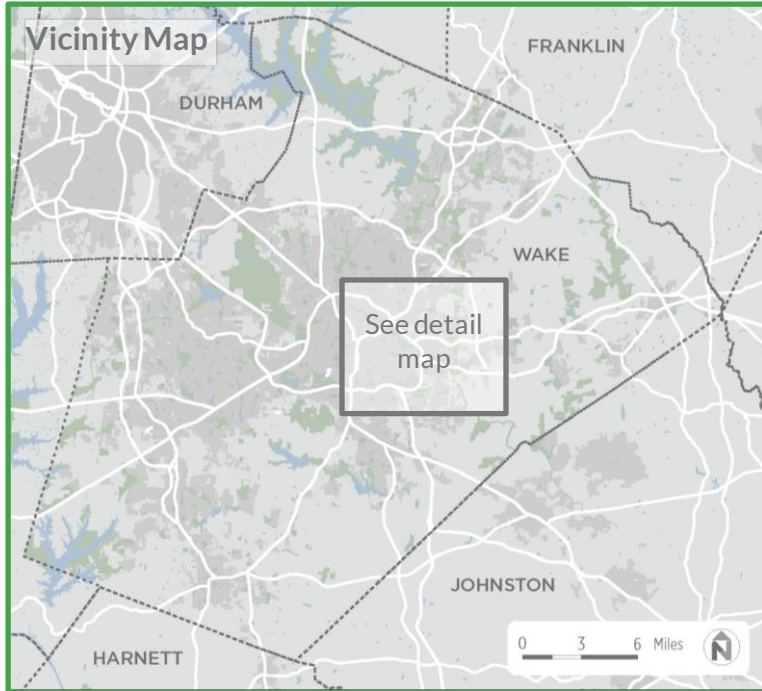 Vicinity Map
FRANKLIN
DURHAM
WAKE
See detail
map
JOHNSTON
HARNETT
0 3 6 Miles
N